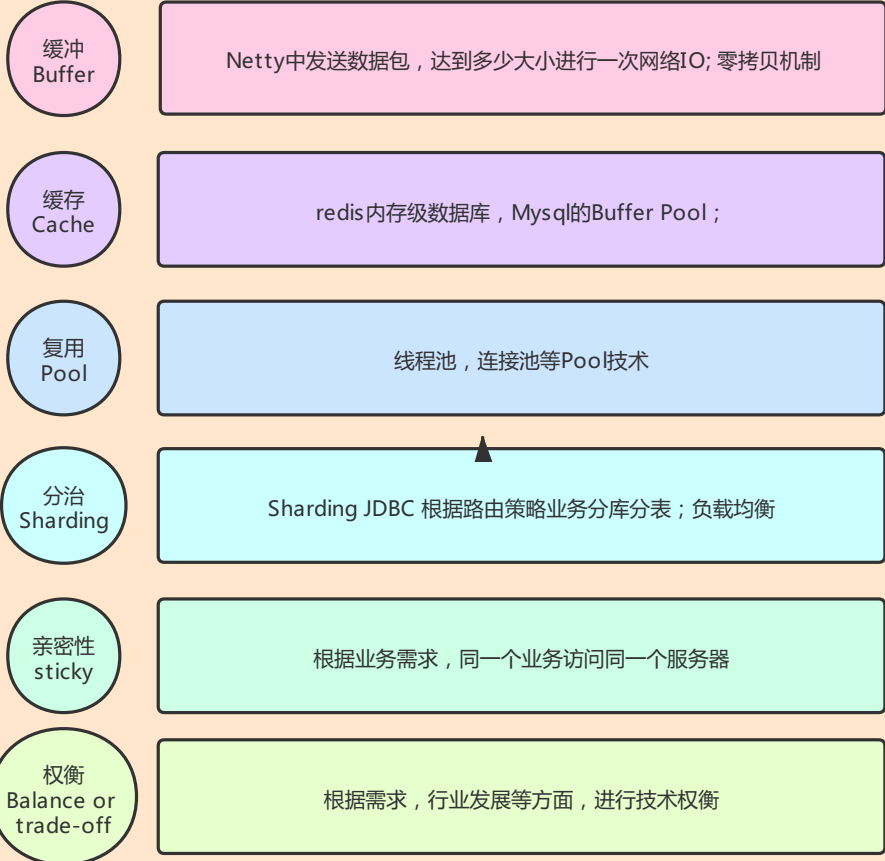 缓冲
Buffer
Netty中发送数据包，达到多少大小进行一次网络IO; 零拷贝机制
缓存
Cache
redis内存级数据库，Mysql的Buffer Pool；
复用
Pool
线程池，连接池等Pool技术
分治
Sharding
Sharding JDBC 根据路由策略业务分库分表；负载均衡
亲密性
sticky
根据业务需求，同一个业务访问同一个服务器
权衡
Balance or
trade-off
根据需求，行业发展等方面，进行技术权衡